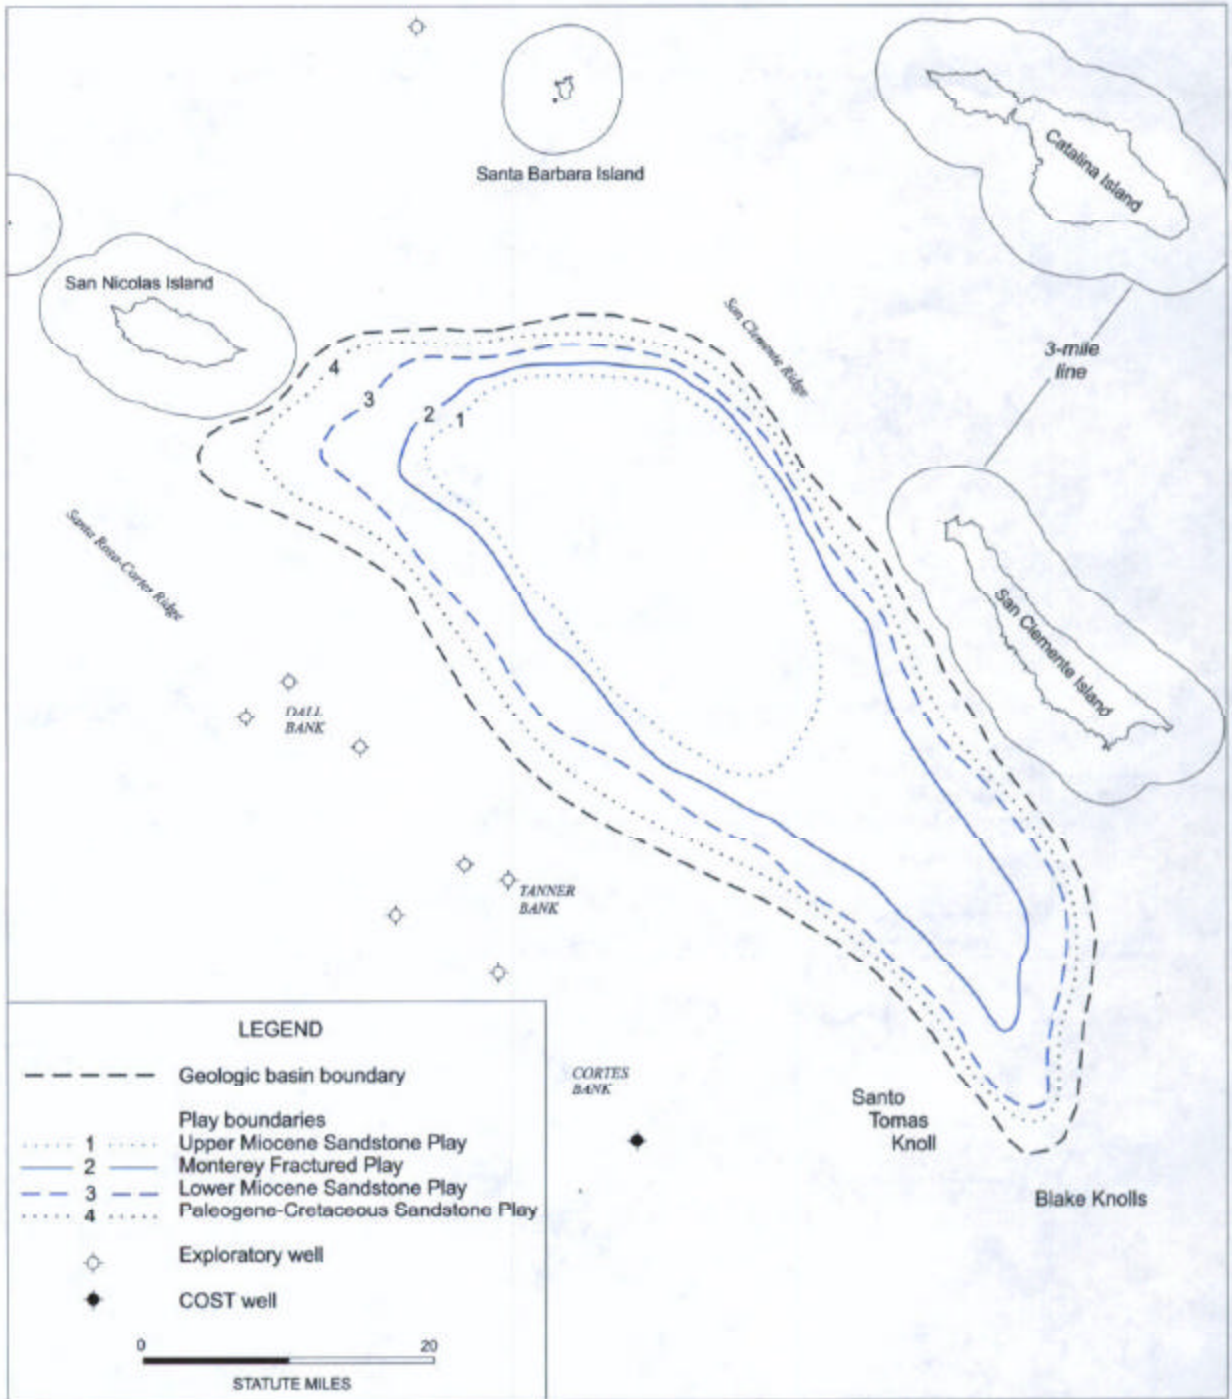 Santa Barbara Island
Catalina Island
San Nicolas Island
San Clemente Ridge
3-mile
line
4
3
2
1
Santa Rosa-Cortes Ridge
San Clemente Island
DALL
BANK
TANNER
BANK
CORTES
BANK
Santo
Tomas
Knoll
Blake Knolls
LEGEND
Geologic basin boundary
Play boundaries
1 Upper Miocene Sandstone Play
2 Monterey Fractured Play
3 Lower Miocene Sandstone Play
4 Paleogene-Cretaceous Sandstone Play
Exploratory well
COST well
0 20
STATUTE MILES